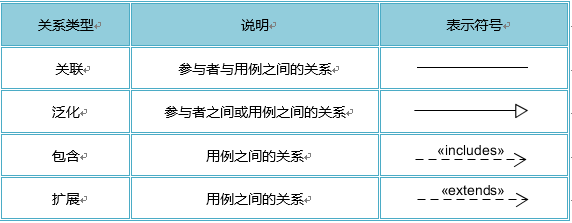 关系类型 说明 表示符号
关联 参与者与用例之间的关系
泛化 参与者之间或用例之间的关系
包含 用例之间的关系 «includes»
扩展 用例之间的关系 «extends»